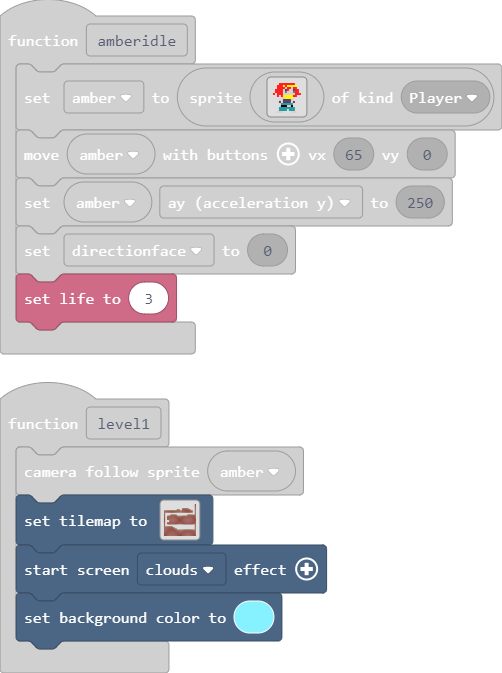 function amberidle
set amber to sprite of kind Player
move amber with buttons vx 65 vy 0
set amber ay (acceleration y) to 250
set directionface to 0
set life to 3
function level1
camera follow sprite amber
set tilemap to
start screen clouds effect
set background color to